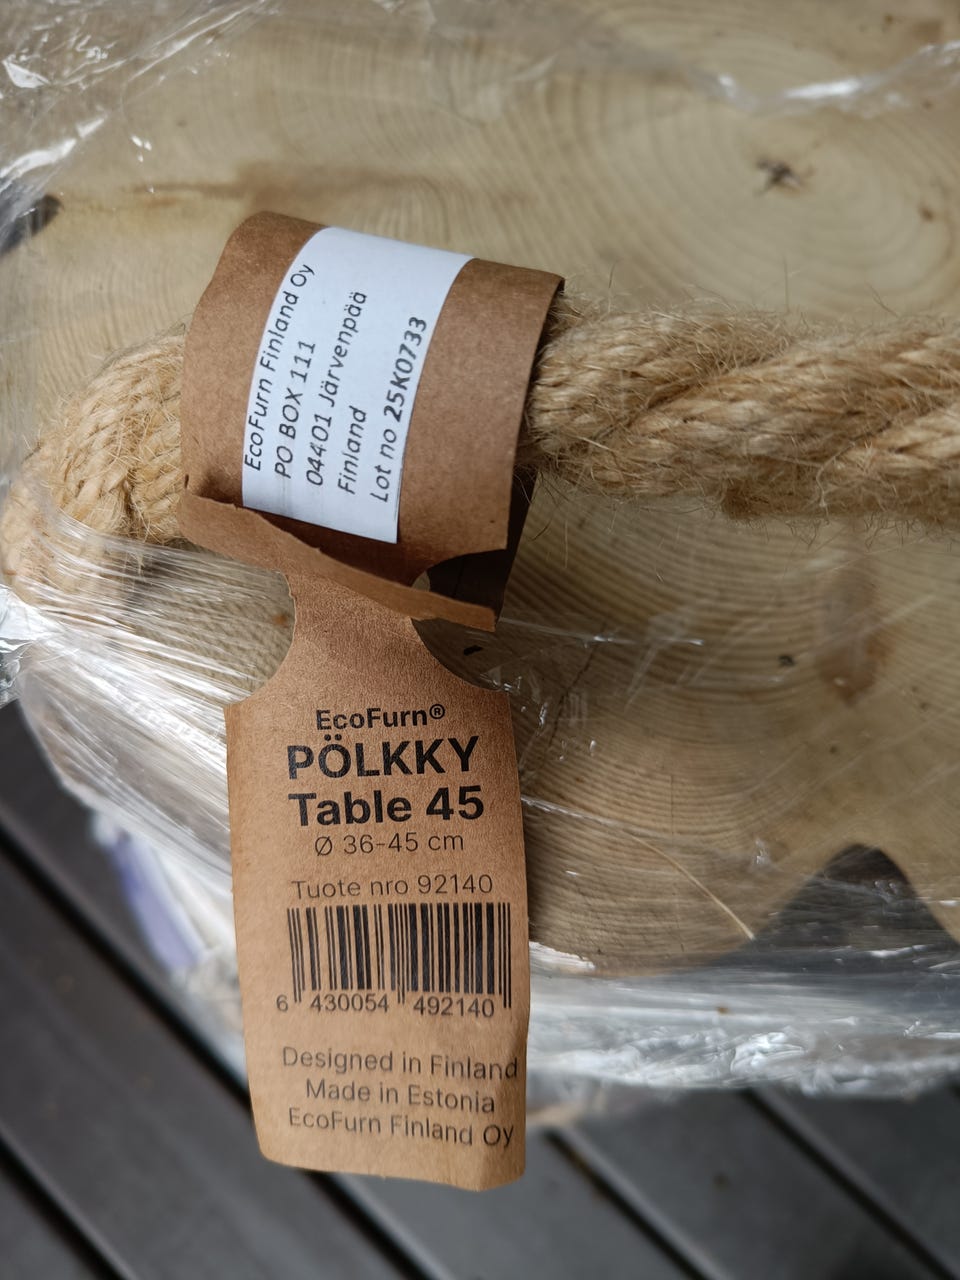 EcoFurn Finland Oy
PO BOX 111
04401 Järvenpää
Finland
Lot no 25K0733
EcoFurn®
PÖLKKY
Table 45
Ø 36-45 cm
Tuote nro 92140
6 430054 492140
Designed in Finland
Made in Estonia
EcoFurn Finland Oy